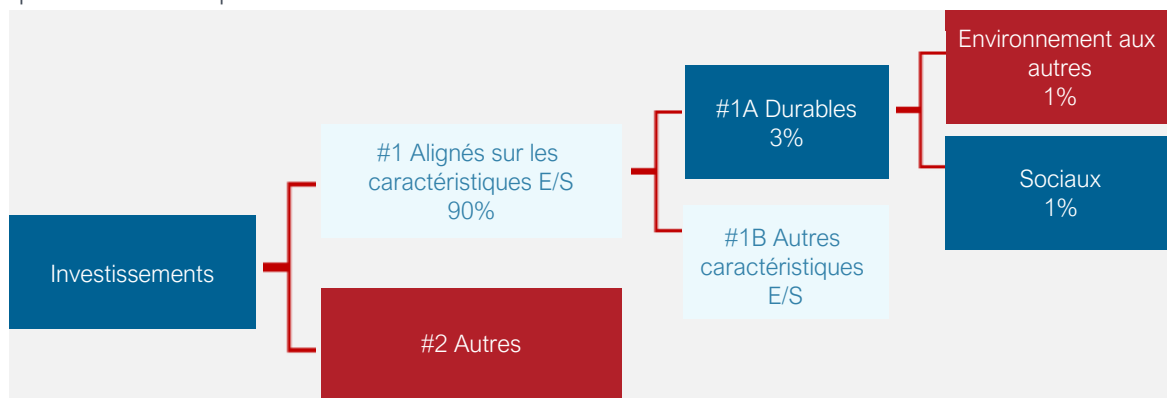 Environnement aux
autres
1%
#1A Durables
3%
#1 Alignés sur les
caractéristiques E/S
90%
Sociaux
1%
#1B Autres
caractéristiques
E/S
Investissements
#2 Autres